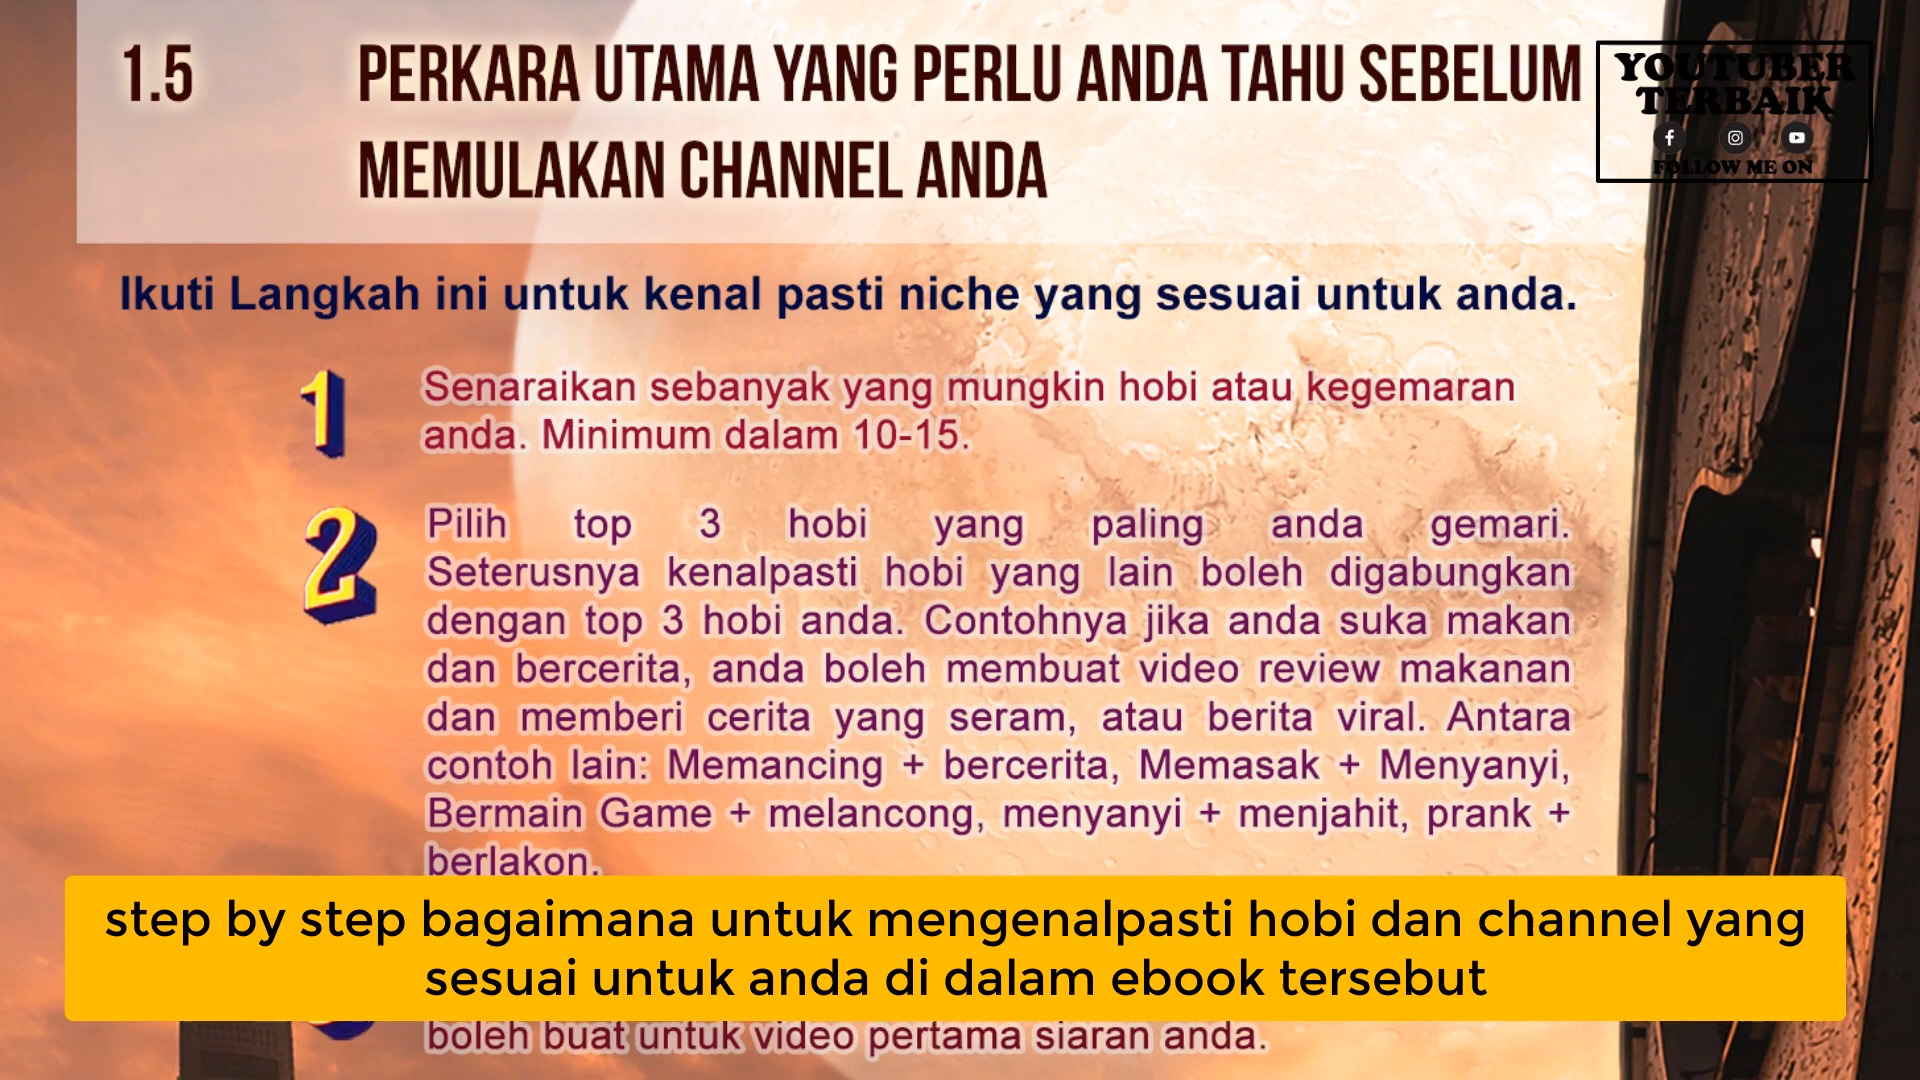 1.5 PERKARA UTAMA YANG PERLU ANDA TAHU SEBELUM
MEMULAKAN CHANNEL ANDA
YOUTUBER
TERBAIK
FOLLOW ME ON
Ikuti Langkah ini untuk kenal pasti niche yang sesuai untuk anda.
1 Senaraikan sebanyak yang mungkin hobi atau kegemaran
anda. Minimum dalam 10-15.
2 Pilih top 3 hobi yang paling anda gemari.
Seterusnya kenalpasti hobi yang lain boleh digabungkan
dengan top 3 hobi anda. Contohnya jika anda suka makan
dan bercerita, anda boleh membuat video review makanan
dan memberi cerita yang seram, atau berita viral. Antara
contoh lain: Memancing + bercerita, Memasak + Menyanyi,
Bermain Game + melancong, menyanyi + menjahit, prank +
berlakon.
step by step bagaimana untuk mengenalpasti hobi dan channel yang
sesuai untuk anda di dalam ebook tersebut
boleh buat untuk video pertama siaran anda.